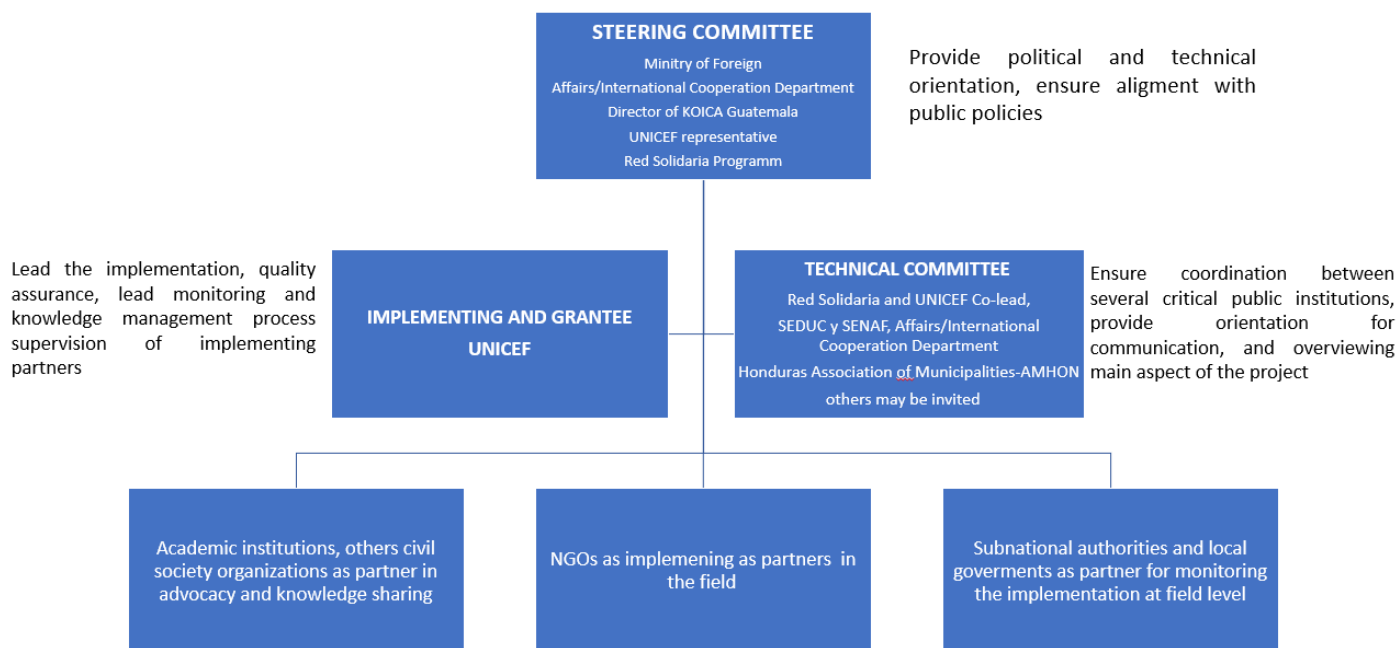 STEERING COMMITTEE
Minitry of Foreign
Affairs/International Cooperation Department
Director of KOICA Guatemala
UNICEF representative
Red Solidaria Programm
Provide political and technical
orientation, ensure aligment with
public policies
Lead the implementation, quality
assurance, lead monitoring and
knowledge management process
supervision of implementing
partners
IMPLEMENTING AND GRANTEE
UNICEF
TECHNICAL COMMITTEE
Red Solidaria and UNICEF Co-lead,
SEDUC y SENAF, Affairs/International
Cooperation Department
Honduras Association of Municipalities-AMHON
others may be invited
Ensure coordination between
several critical public institutions,
provide orientation for
communication, and overviewing
main aspect of the project
Academic institutions, others civil
society organizations as partner in
advocacy and knowledge sharing
NGOs as implemening as partners in
the field
Subnational authorities and local
goverments as partner for monitoring
the implementation at field level